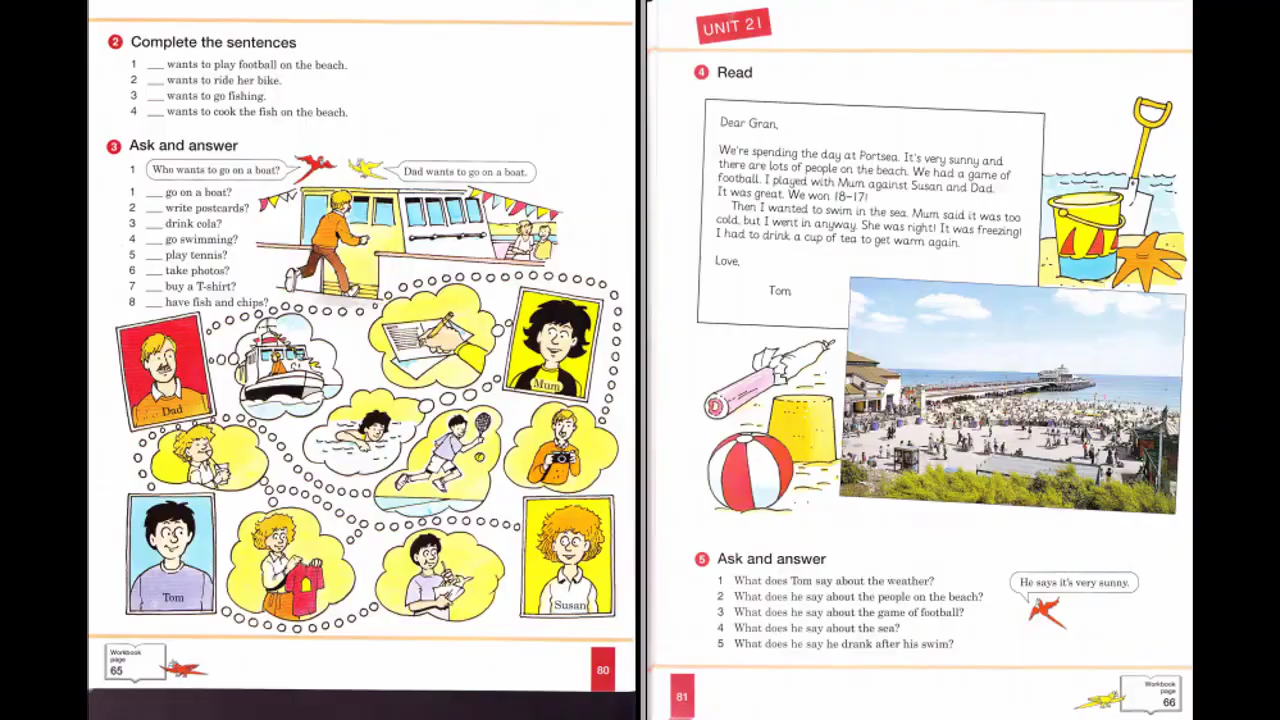 2 Complete the sentences
1 ___ wants to play football on the beach.
2 ___ wants to ride her bike.
3 ___ wants to go fishing.
4 ___ wants to cook the fish on the beach.
3 Ask and answer
1 Who wants to go on a boat? Dad wants to go on a boat.
1 ___ go on a boat?
2 ___ write postcards?
3 ___ drink cola?
4 ___ go swimming?
5 ___ play tennis?
6 ___ take photos?
7 ___ buy a T-shirt?
8 ___ have fish and chips?
Dad
Mum
Tom
Susan
Workbook
page
65
80
UNIT 21
4 Read
Dear Gran,
We're spending the day at Portsea. It's very sunny and
there are lots of people on the beach. We had a game of
football. I played with Mum against Susan and Dad.
It was great. We won 18–17!
Then I wanted to swim in the sea. Mum said it was too
cold, but I went in anyway. She was right! It was freezing!
I had to drink a cup of tea to get warm again.
Love,
Tom
5 Ask and answer
1 What does Tom say about the weather?
2 What does he say about the people on the beach?
3 What does he say about the game of football?
4 What does he say about the sea?
5 What does he say he drank after his swim?
He says it's very sunny.
81
Workbook
page
66